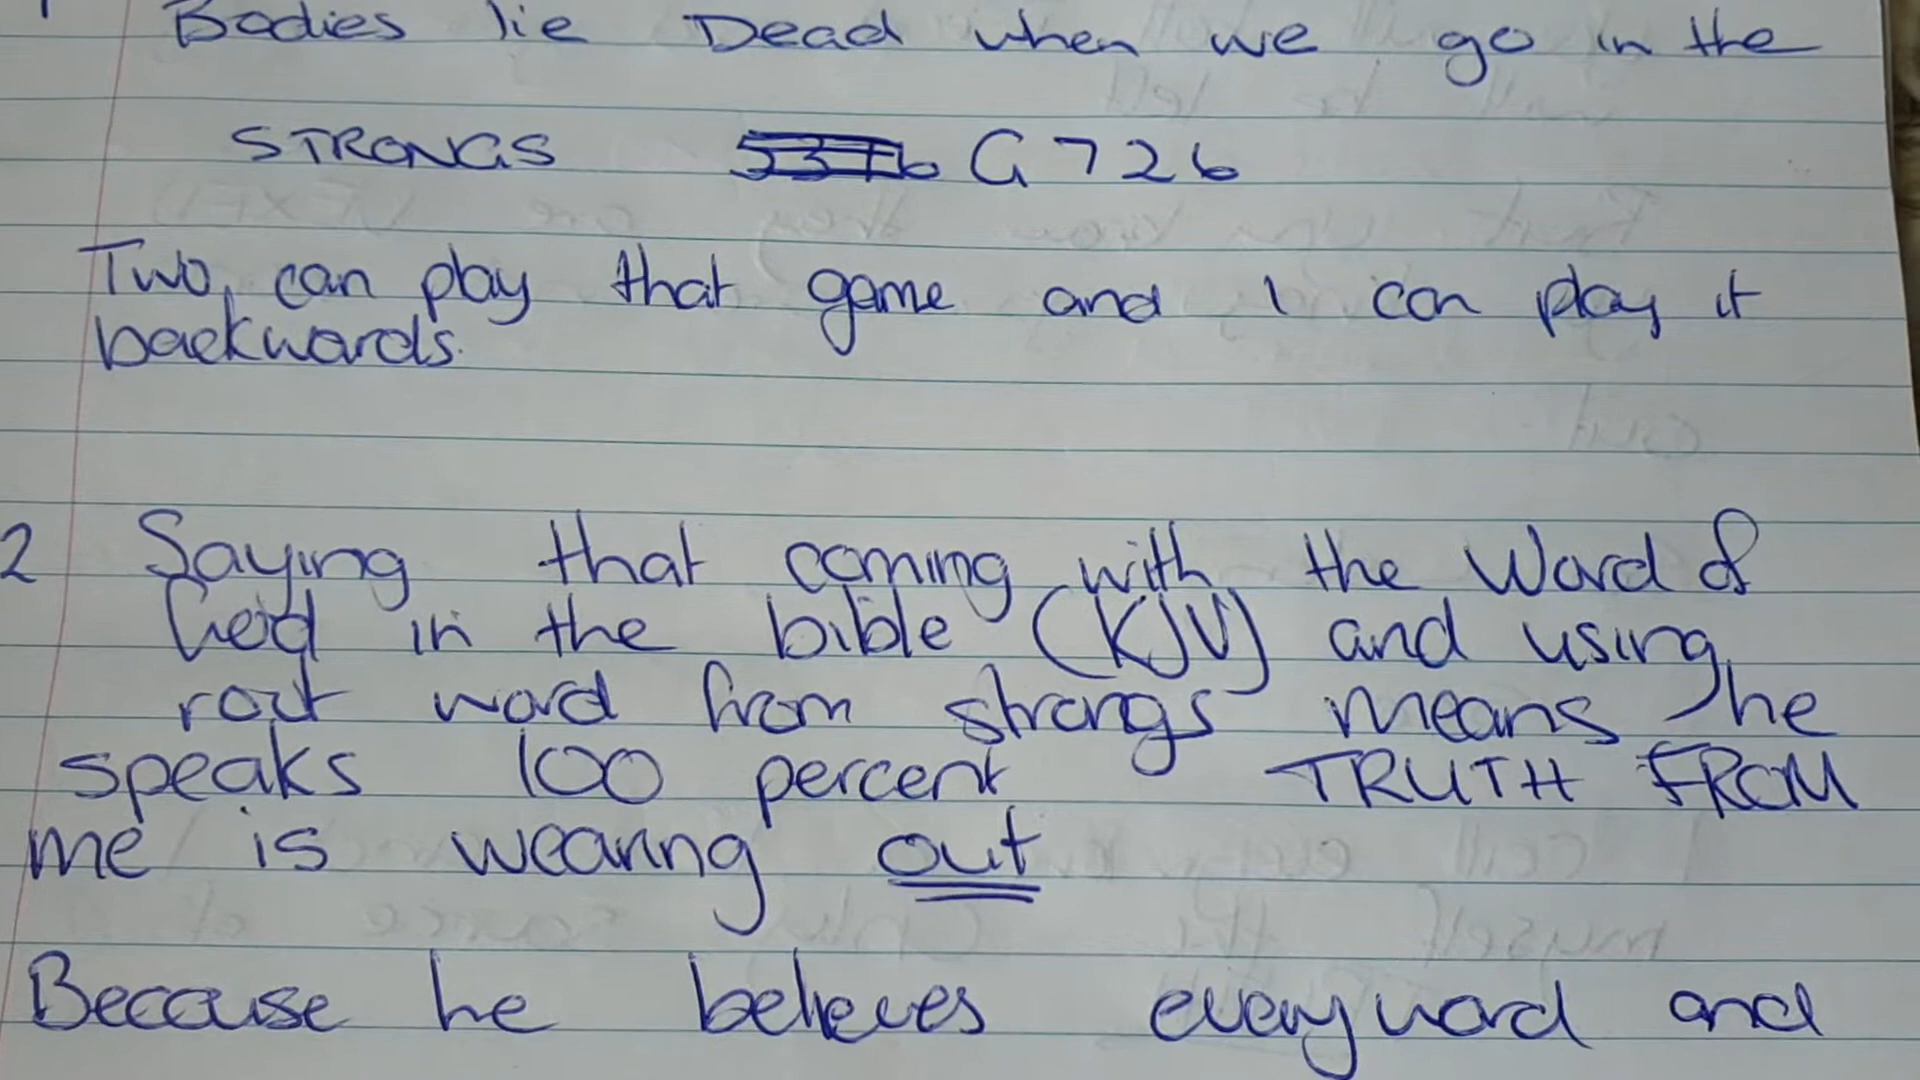 Bodies lie Dead when we go in the
STRONGS G726
Two, can play that game and I can play it
backwards.
2 Saying that coming with the Word of
God in the bible (KJV) and using
root word from strongs means he
speaks 100 percent TRUTH FROM
me is wearing out
Because he believes every word and